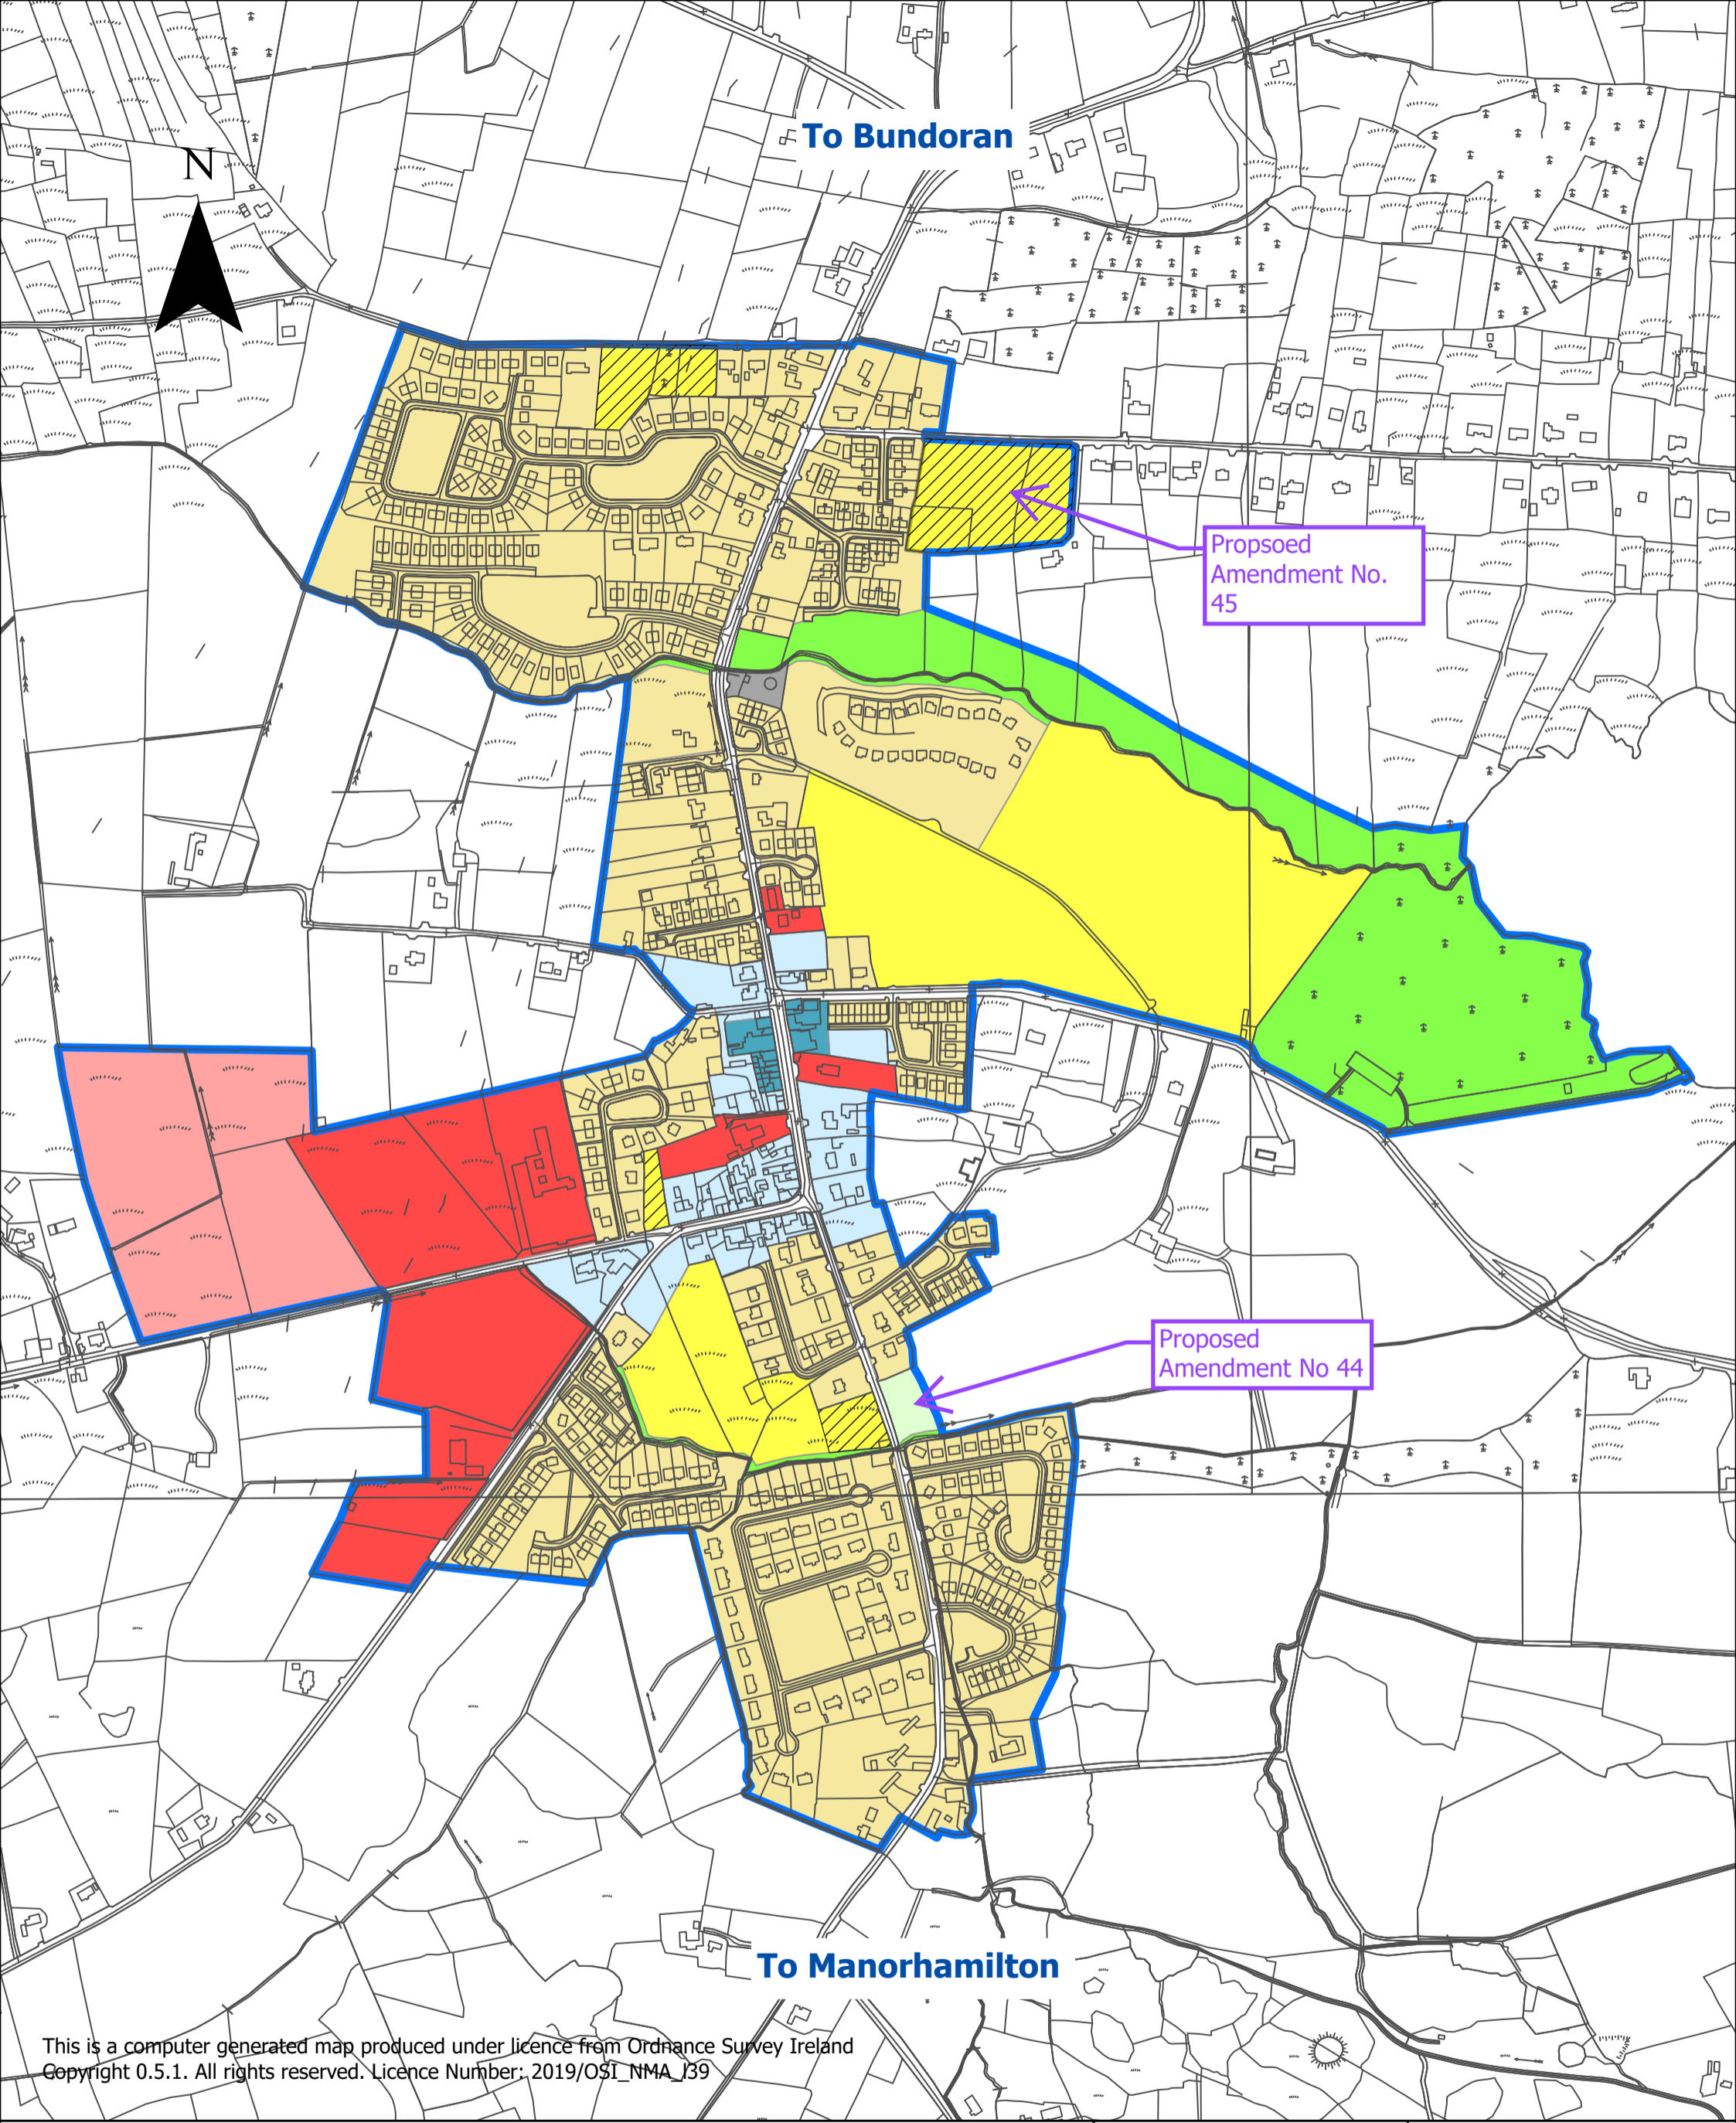 To Bundoran
N
Propsoed
Amendment No.
45
Proposed
Amendment No 44
To Manorhamilton
This is a computer generated map produced under licence from Ordnance Survey Ireland
Copyright 0.5.1. All rights reserved. Licence Number: 2019/OSI_NMA_J39